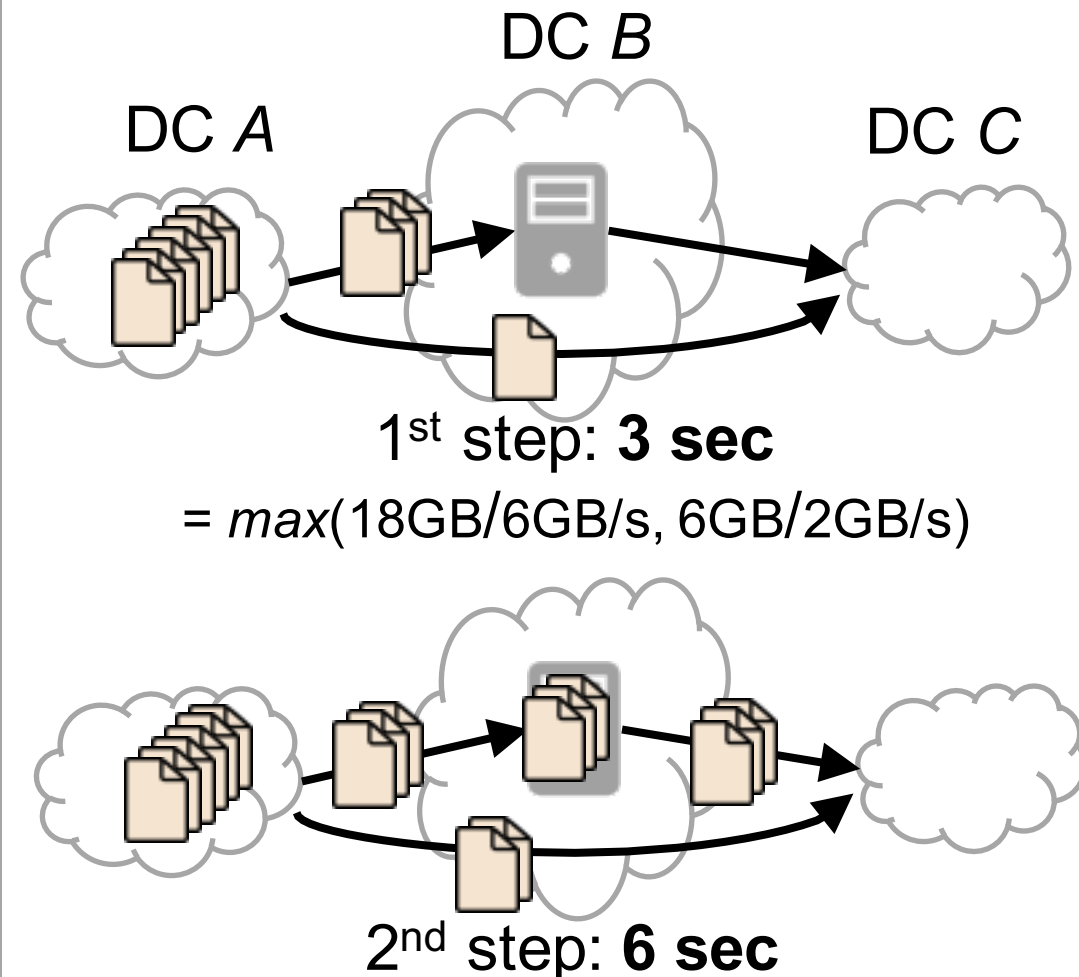 DC B
DC A
DC C
1st step: 3 sec
= max(18GB/6GB/s, 6GB/2GB/s)
2nd step: 6 sec